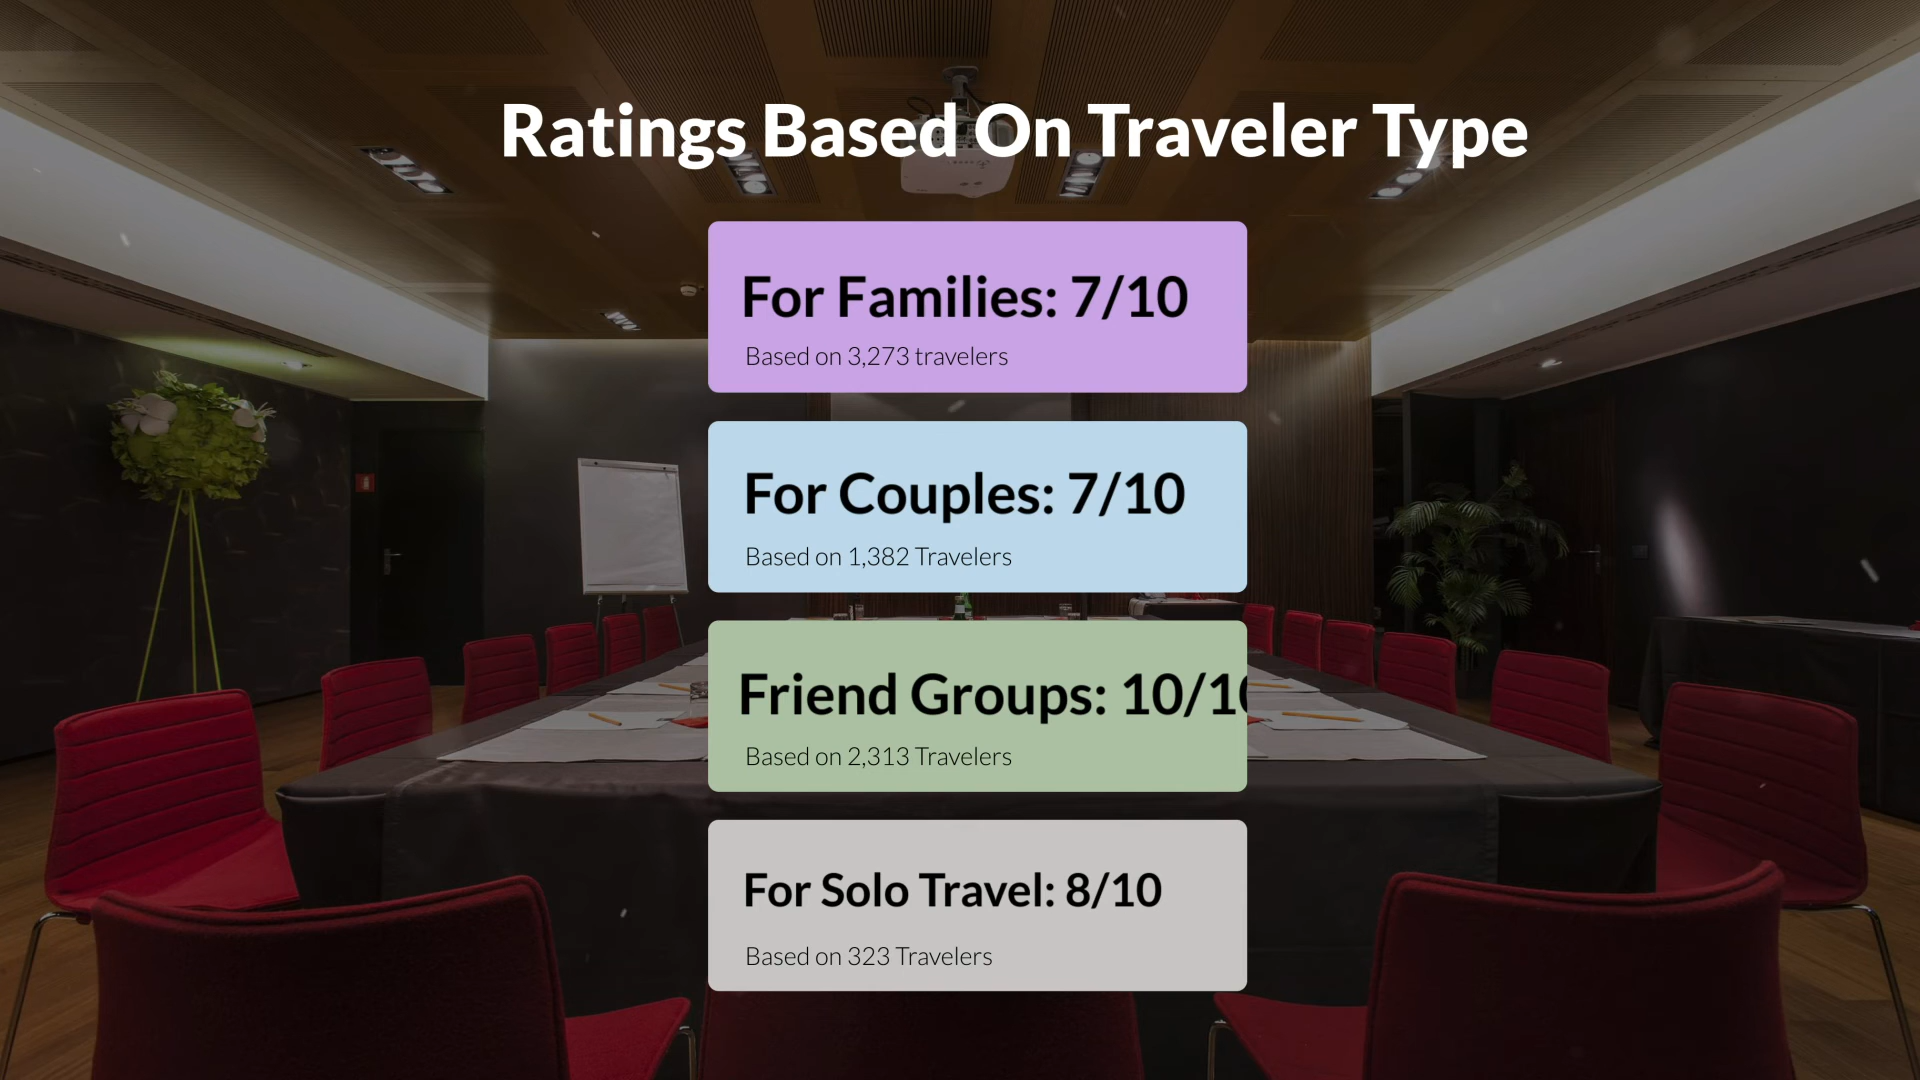 Ratings Based On Traveler Type
For Families: 7/10
Based on 3,273 travelers
For Couples: 7/10
Based on 1,382 Travelers
Friend Groups: 10/10
Based on 2,313 Travelers
For Solo Travel: 8/10
Based on 323 Travelers